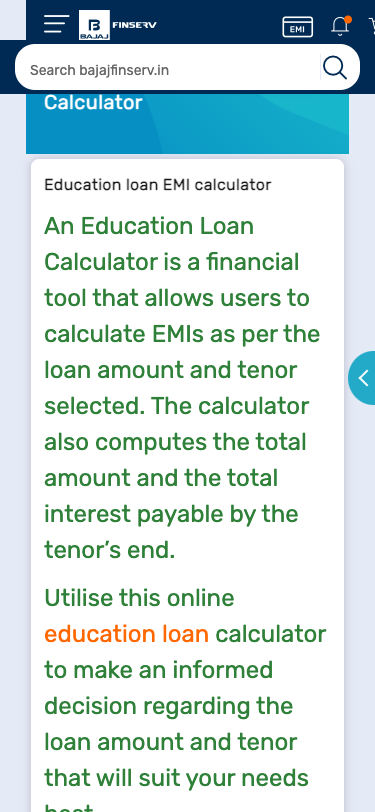 B
BAJAJ
FINSERV
EMI
Search bajajfinserv.in
Calculator
Education loan EMI calculator
An Education Loan
Calculator is a financial
tool that allows users to
calculate EMIs as per the
loan amount and tenor
selected. The calculator
also computes the total
amount and the total
interest payable by the
tenor’s end.
Utilise this online
education loan calculator
to make an informed
decision regarding the
loan amount and tenor
that will suit your needs